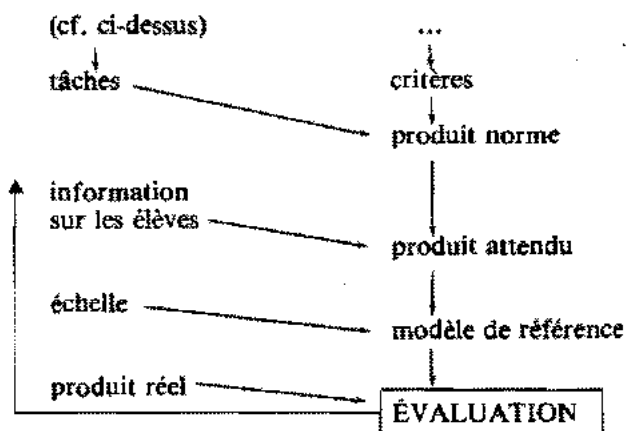 (cf. ci-dessus) ...
tâches critères
produit norme
information
sur les élèves
produit attendu
échelle
modèle de référence
produit réel
ÉVALUATION